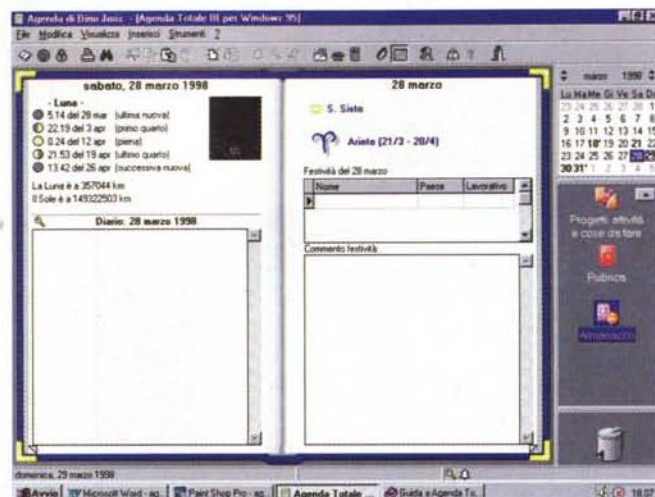 Agenda di Dino Joris - [Agenda Totale III per Windows 95]
File Modifica Visualizza Inserisci Strumenti ?
sabato, 28 marzo 1998
- Luna -
5.14 del 28 mar (ultima nuova)
22.19 del 3 apr (primo quarto)
0.24 del 12 apr (piena)
21.53 del 19 apr (ultimo quarto)
13.42 del 26 apr (successiva nuova)
La Luna è a 357044 km
Il Sole è a 149322503 km
Diario: 28 marzo 1998
28 marzo
S. Sisto
Ariete (21/3 - 20/4)
Festività del 28 marzo
Nome Paese Lavorativo
Commento festività
marzo 1998
Lu Ma Me Gi Ve Sa Do
23 24 25 26 27 28 1
2 3 4 5 6 7 8
9 10 11 12 13 14 15
16 17 18* 19 20 21 22
23 24 25 26 27 28 29
30 31* 1 2 3 4 5
Progetti attività
e cose da fare
Rubrica
Almanacco
domenica, 29 marzo 1998
Avvio Microsoft Word - ag... Paint Shop Pro - ag... Agenda Totale ... Guida a Agenda To... 18.07